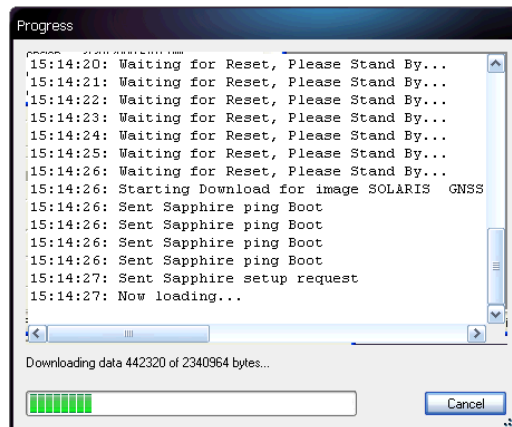 Progress
15:14:20: Waiting for Reset, Please Stand By...
15:14:21: Waiting for Reset, Please Stand By...
15:14:22: Waiting for Reset, Please Stand By...
15:14:23: Waiting for Reset, Please Stand By...
15:14:24: Waiting for Reset, Please Stand By...
15:14:25: Waiting for Reset, Please Stand By...
15:14:26: Waiting for Reset, Please Stand By...
15:14:26: Starting Download for image SOLARIS GNSS
15:14:26: Sent Sapphire ping Boot
15:14:26: Sent Sapphire ping Boot
15:14:26: Sent Sapphire ping Boot
15:14:26: Sent Sapphire ping Boot
15:14:27: Sent Sapphire setup request
15:14:27: Now loading...
Downloading data 442320 of 2340964 bytes...
Cancel